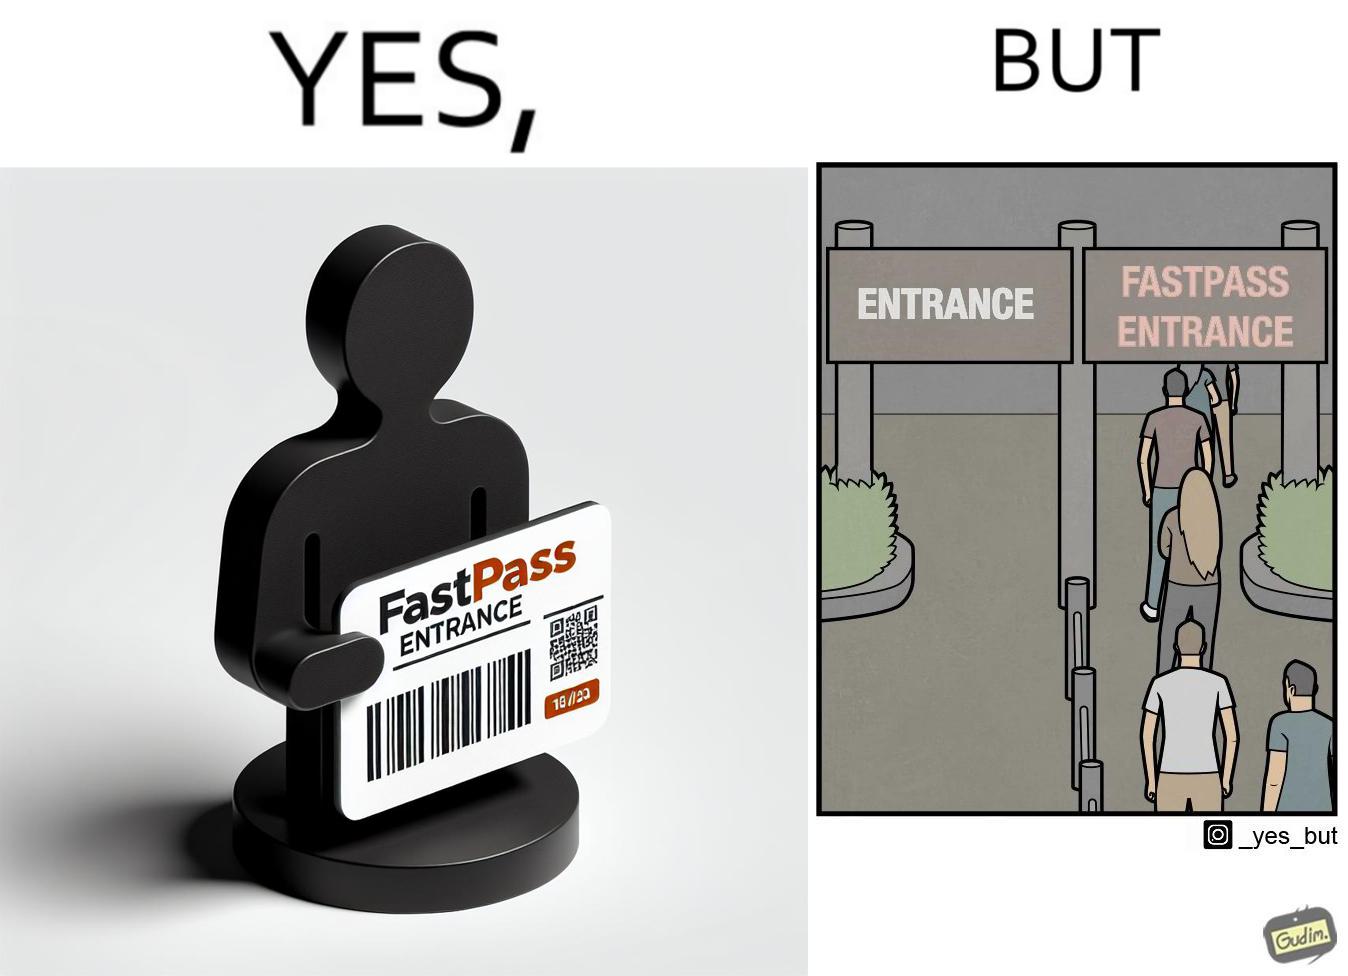 YES,
BUT
FastPass
ENTRANCE
ENTRANCE
FASTPASS
ENTRANCE
_yes_but
Gudim.